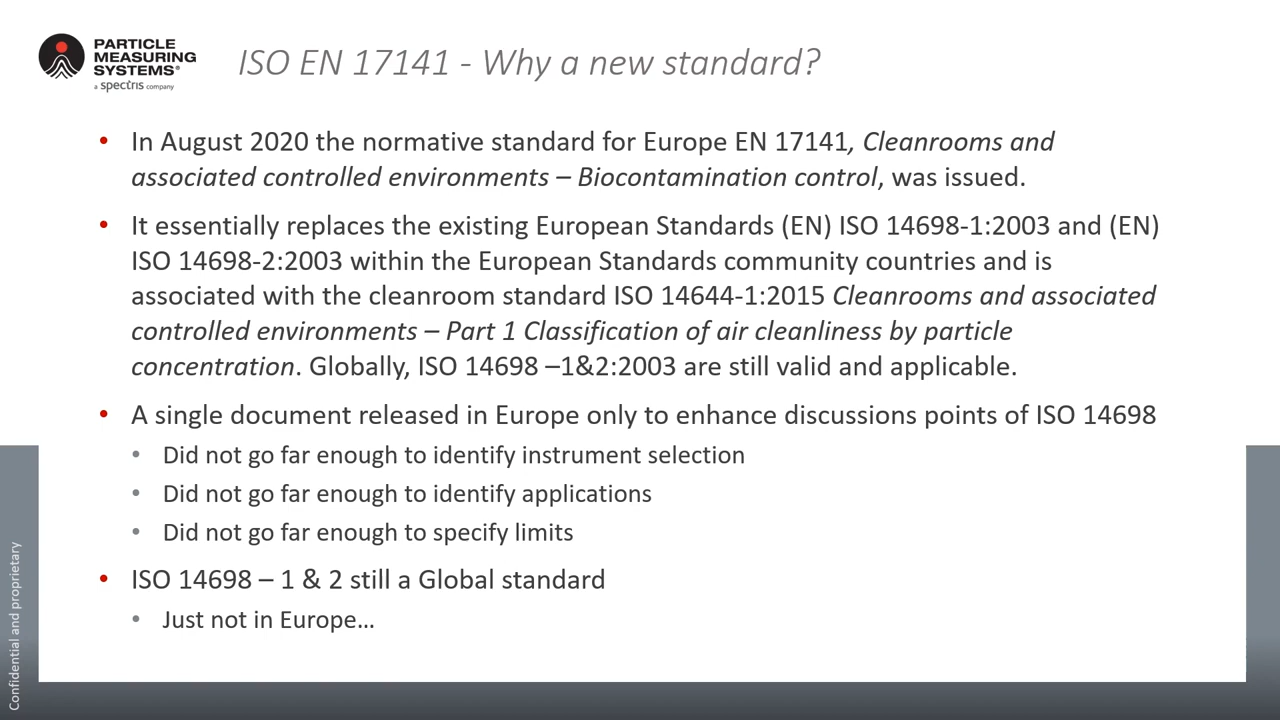 PARTICLE
MEASURING
SYSTEMS®
a spectris company
ISO EN 17141 - Why a new standard?
• In August 2020 the normative standard for Europe EN 17141, Cleanrooms and
associated controlled environments – Biocontamination control, was issued.
• It essentially replaces the existing European Standards (EN) ISO 14698-1:2003 and (EN)
ISO 14698-2:2003 within the European Standards community countries and is
associated with the cleanroom standard ISO 14644-1:2015 Cleanrooms and associated
controlled environments – Part 1 Classification of air cleanliness by particle
concentration. Globally, ISO 14698 –1&2:2003 are still valid and applicable.
• A single document released in Europe only to enhance discussions points of ISO 14698
• Did not go far enough to identify instrument selection
• Did not go far enough to identify applications
• Did not go far enough to specify limits
• ISO 14698 – 1 & 2 still a Global standard
• Just not in Europe…
Confidential and proprietary